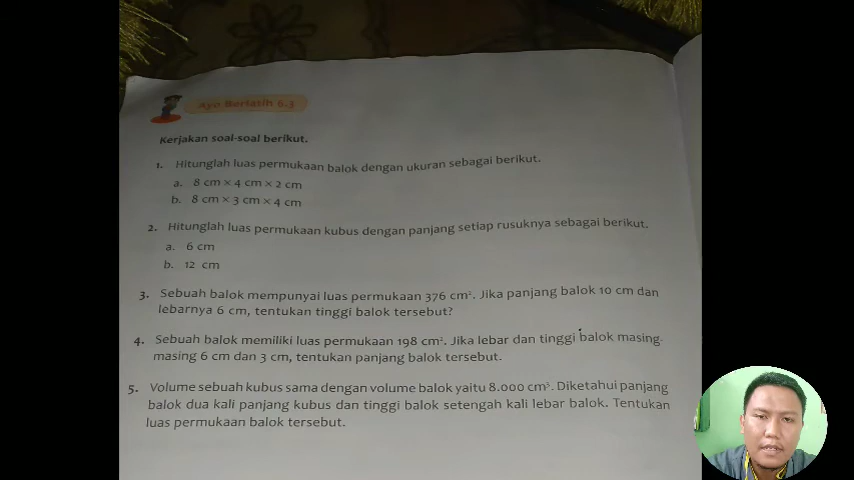 Ayo Berlatih 6.3
Kerjakan soal-soal berikut.
1. Hitunglah luas permukaan balok dengan ukuran sebagai berikut.
a. 8 cm × 4 cm × 2 cm
b. 8 cm × 3 cm × 4 cm
2. Hitunglah luas permukaan kubus dengan panjang setiap rusuknya sebagai berikut.
a. 6 cm
b. 12 cm
3. Sebuah balok mempunyai luas permukaan 376 cm². Jika panjang balok 10 cm dan
lebarnya 6 cm, tentukan tinggi balok tersebut?
4. Sebuah balok memiliki luas permukaan 198 cm². Jika lebar dan tinggi balok masing-
masing 6 cm dan 3 cm, tentukan panjang balok tersebut.
5. Volume sebuah kubus sama dengan volume balok yaitu 8.000 cm³. Diketahui panjang
balok dua kali panjang kubus dan tinggi balok setengah kali lebar balok. Tentukan
luas permukaan balok tersebut.